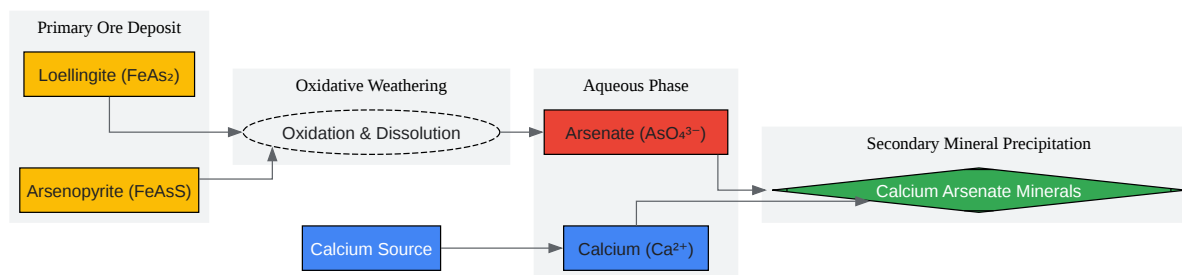 Primary Ore Deposit
Loellingite (FeAs₂)
Arsenopyrite (FeAsS)
Oxidative Weathering
Oxidation & Dissolution
Calcium Source
Aqueous Phase
Arsenate (AsO₄³⁻)
Calcium (Ca²⁺)
Secondary Mineral Precipitation
Calcium Arsenate Minerals